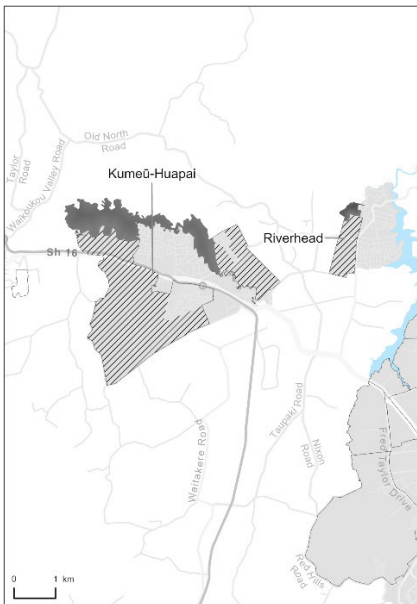 Old North
Road
Taylor
Road
Waikoukou Valley Road
Kumeū-Huapai
Riverhead
Sh 16
Taupaki Road
Nixon
Road
Waitakere Road
Fred Taylor Drive
Red Hills
Road
0 1 km